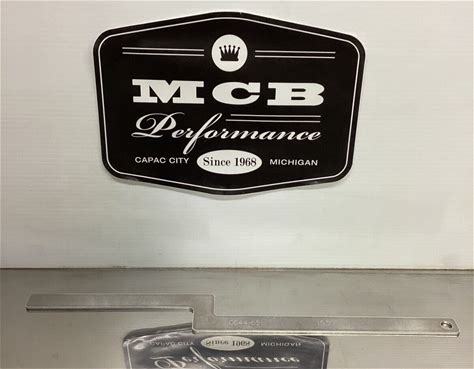 MCB
Performance
CAPAC CITY Since 1968 MICHIGAN